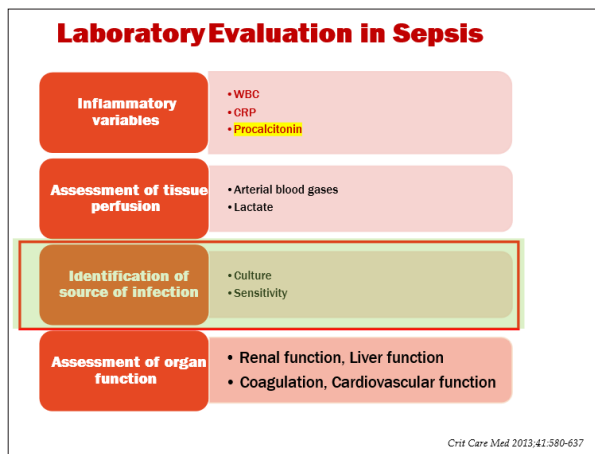 Laboratory Evaluation in Sepsis
Inflammatory
variables
• WBC
• CRP
• Procalcitonin
Assessment of tissue
perfusion
• Arterial blood gases
• Lactate
Identification of
source of infection
• Culture
• Sensitivity
Assessment of organ
function
• Renal function, Liver function
• Coagulation, Cardiovascular function
Crit Care Med 2013;41:580-637